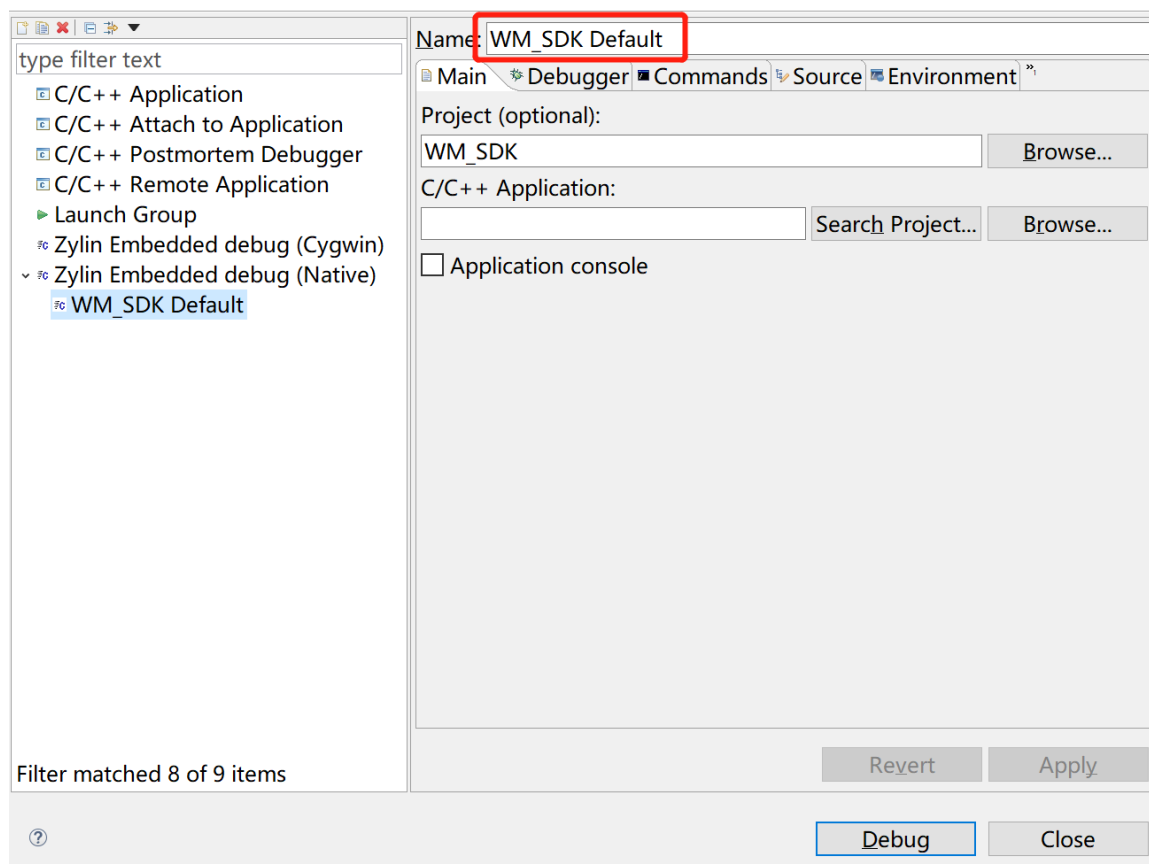 type filter text
C/C++ Application
C/C++ Attach to Application
C/C++ Postmortem Debugger
C/C++ Remote Application
Launch Group
Zylin Embedded debug (Cygwin)
Zylin Embedded debug (Native)
WM_SDK Default
Filter matched 8 of 9 items
Name: WM_SDK Default
Main Debugger Commands Source Environment »1
Project (optional):
WM_SDK Browse...
C/C++ Application:
Search Project... Browse...
Application console
Revert Apply
? Debug Close